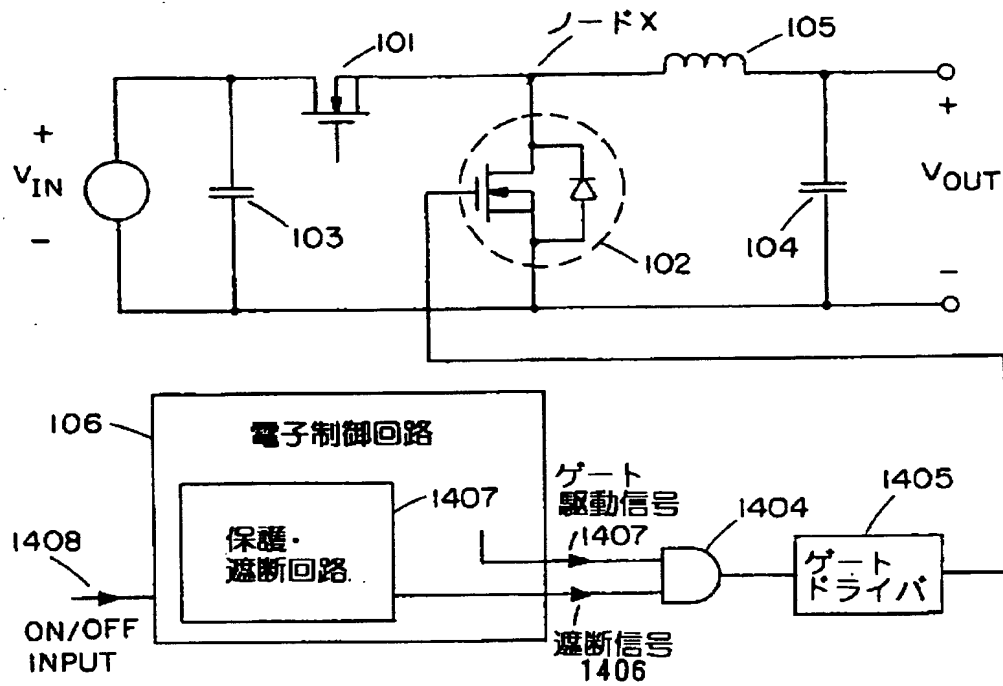 ノードX
101
105
+
VIN
-
103
102
104
+
VOUT
-
106
電子制御回路
1407
保護・
遮断回路
1408
ON/OFF
INPUT
ゲート
駆動信号
1407
1404
1405
ゲート
ドライバ
遮断信号
1406